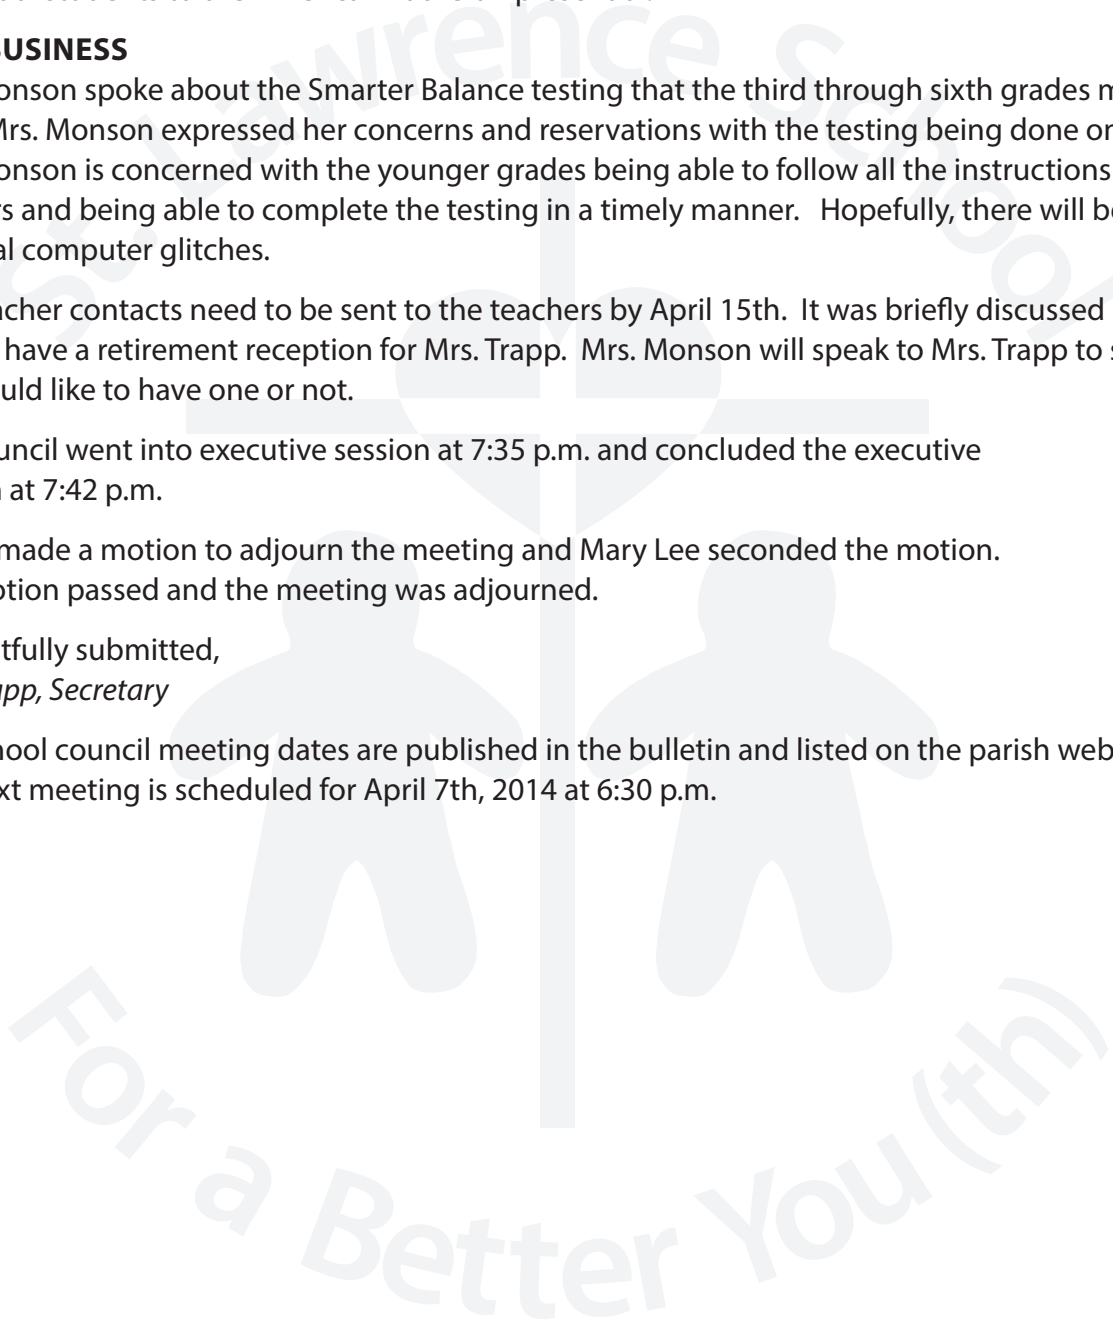 BUSINESS
onson spoke about the Smarter Balance testing that the third through sixth grades
Mrs. Monson expressed her concerns and reservations with the testing being done
onson is concerned with the younger grades being able to follow all the instructions
rs and being able to complete the testing in a timely manner. Hopefully, there will
al computer glitches.
acher contacts need to be sent to the teachers by April 15th. It was briefly discussed
have a retirement reception for Mrs. Trapp. Mrs. Monson will speak to Mrs. Trapp to
uld like to have one or not.
uncil went into executive session at 7:35 p.m. and concluded the executive
at 7:42 p.m.
made a motion to adjourn the meeting and Mary Lee seconded the motion.
otion passed and the meeting was adjourned.
tfully submitted,
app, Secretary
hool council meeting dates are published in the bulletin and listed on the parish web
xt meeting is scheduled for April 7th, 2014 at 6:30 p.m.
St. Lawrence School
For a Better You(th)